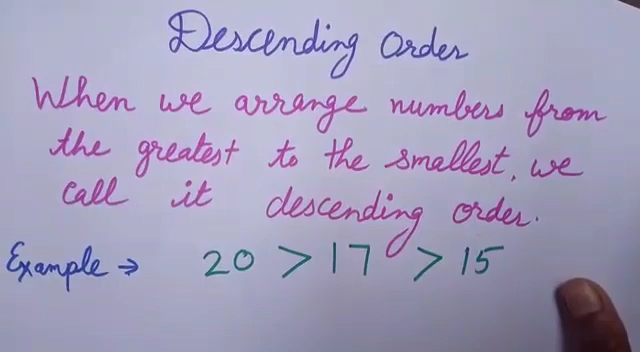 Descending Order
When we arrange numbers from
the greatest to the smallest, we
call it descending order.
Example → 20 > 17 > 15